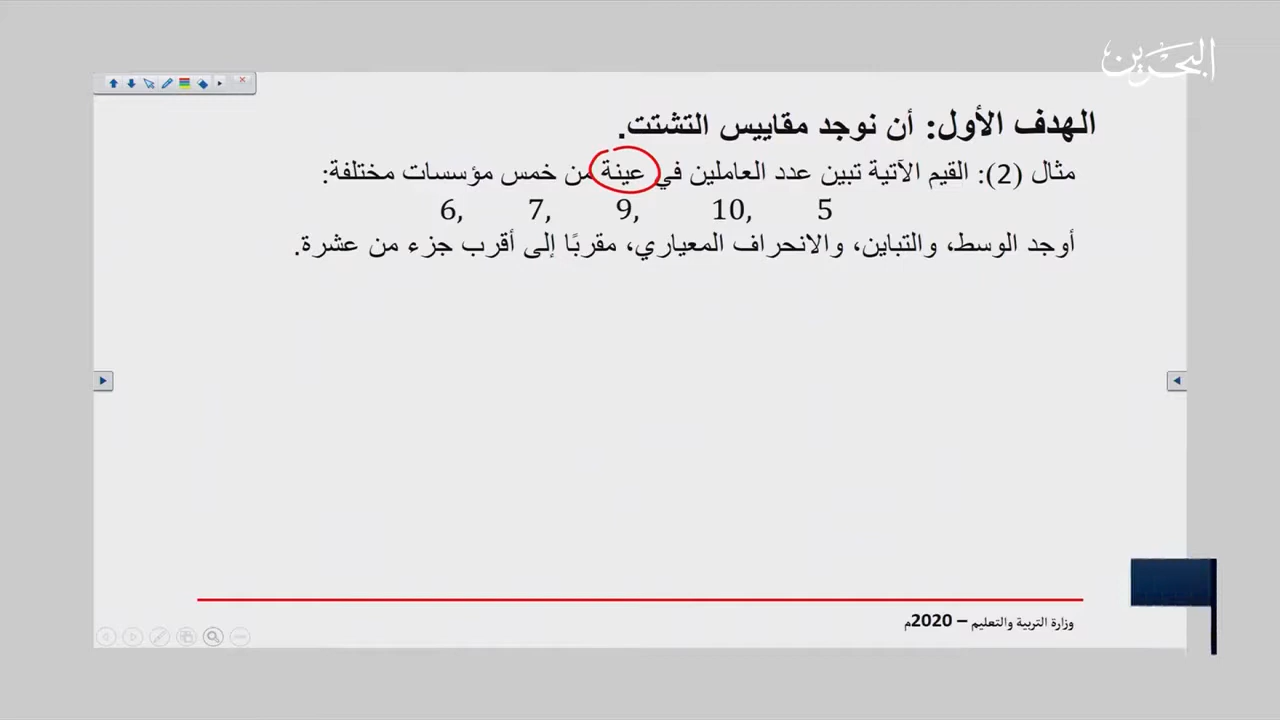 البحرين
الهدف الأول: أن نوجد مقاييس التشتت.
مثال (2): القيم الآتية تبين عدد العاملين في عينة من خمس مؤسسات مختلفة:
6, 7, 9, 10, 5
أوجد الوسط، والتباين، والانحراف المعياري، مقربًا إلى أقرب جزء من عشرة.
وزارة التربية والتعليم – 2020م